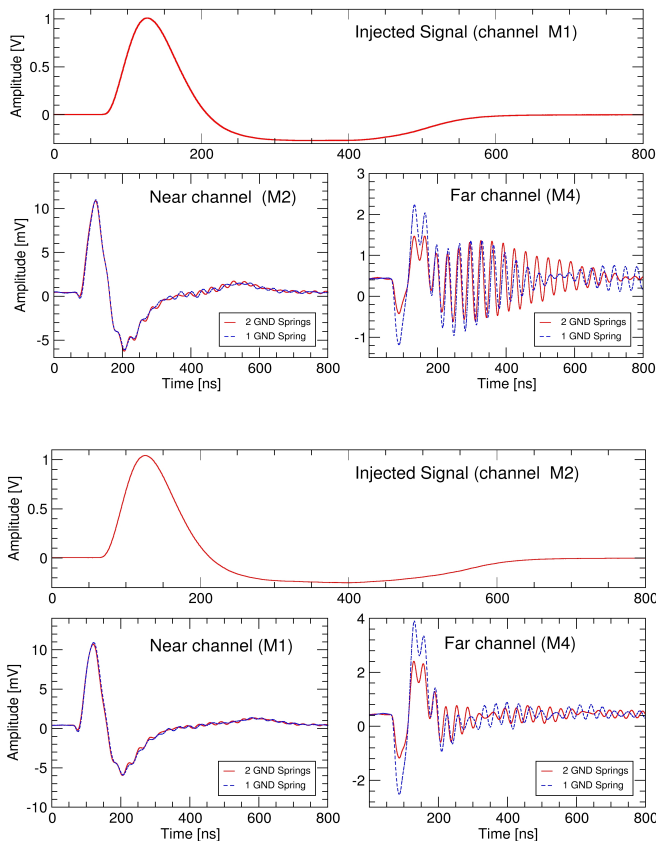 Injected Signal (channel M1)
Amplitude [V]
1
0.5
0
0 200 400 600 800
Near channel (M2)
Amplitude [mV]
10
5
0
-5
2 GND Springs
1 GND Spring
0 200 400 600 800
Time [ns]
Far channel (M4)
3
2
1
0
-1
2 GND Springs
1 GND Spring
0 200 400 600 800
Time [ns]
Injected Signal (channel M2)
Amplitude [V]
1
0.5
0
0 200 400 600 800
Near channel (M1)
Amplitude [mV]
10
5
0
-5
-10
2 GND Springs
1 GND Spring
0 200 400 600 800
Time [ns]
Far channel (M4)
4
2
0
-2
2 GND Springs
1 GND Spring
0 200 400 600 800
Time [ns]